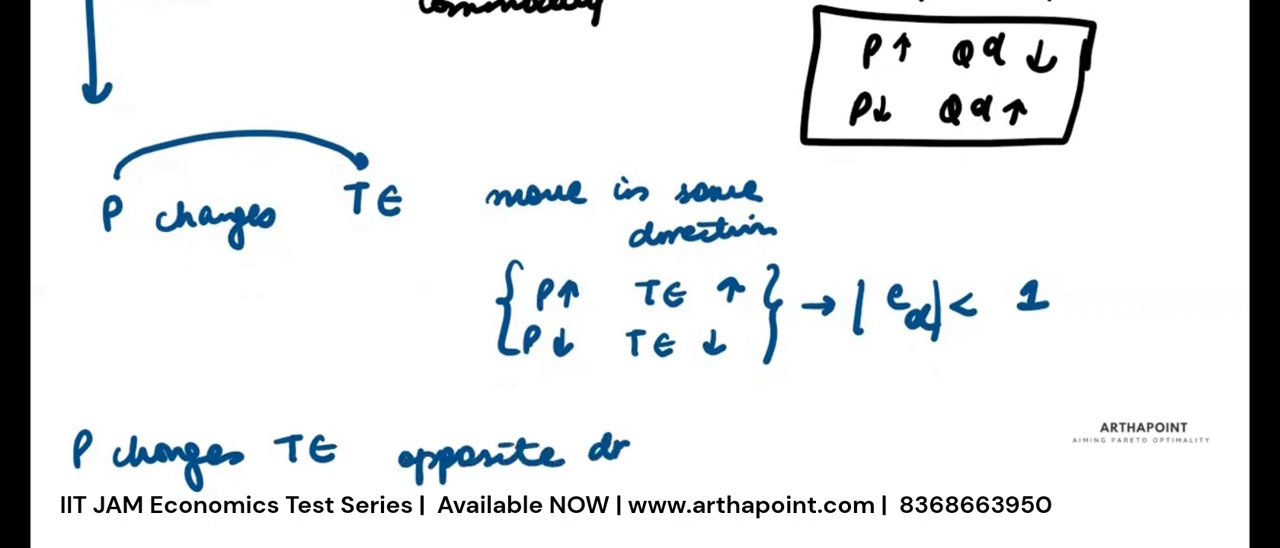 commodity
P↑ Qd ↓
P↓ Qd ↑
P changes TE move in same
direction
{ P↑ TE ↑ } → |ed| < 1
P↓ TE ↓
ARTHAPOINT
AIMING PARETO OPTIMALITY
P changes TE opposite dr
IIT JAM Economics Test Series | Available NOW | www.arthapoint.com | 8368663950